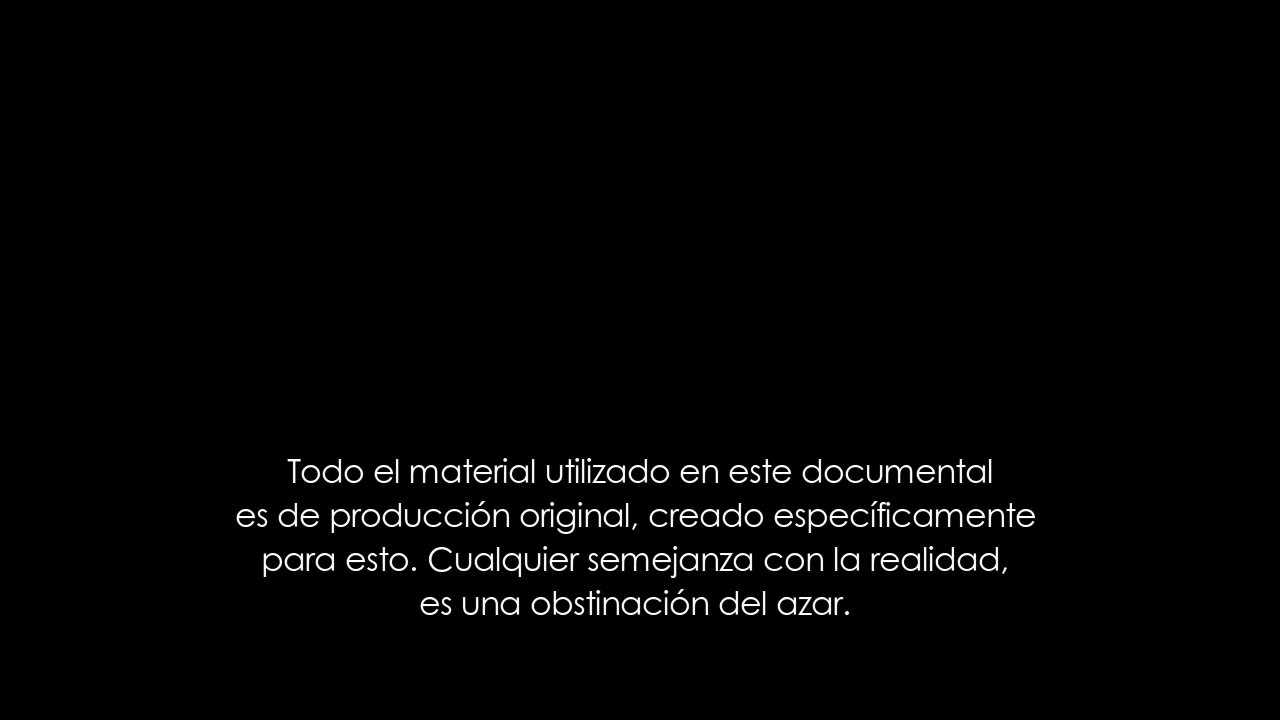 Todo el material utilizado en este documental
es de producción original, creado específicamente
para esto. Cualquier semejanza con la realidad,
es una obstinación del azar.